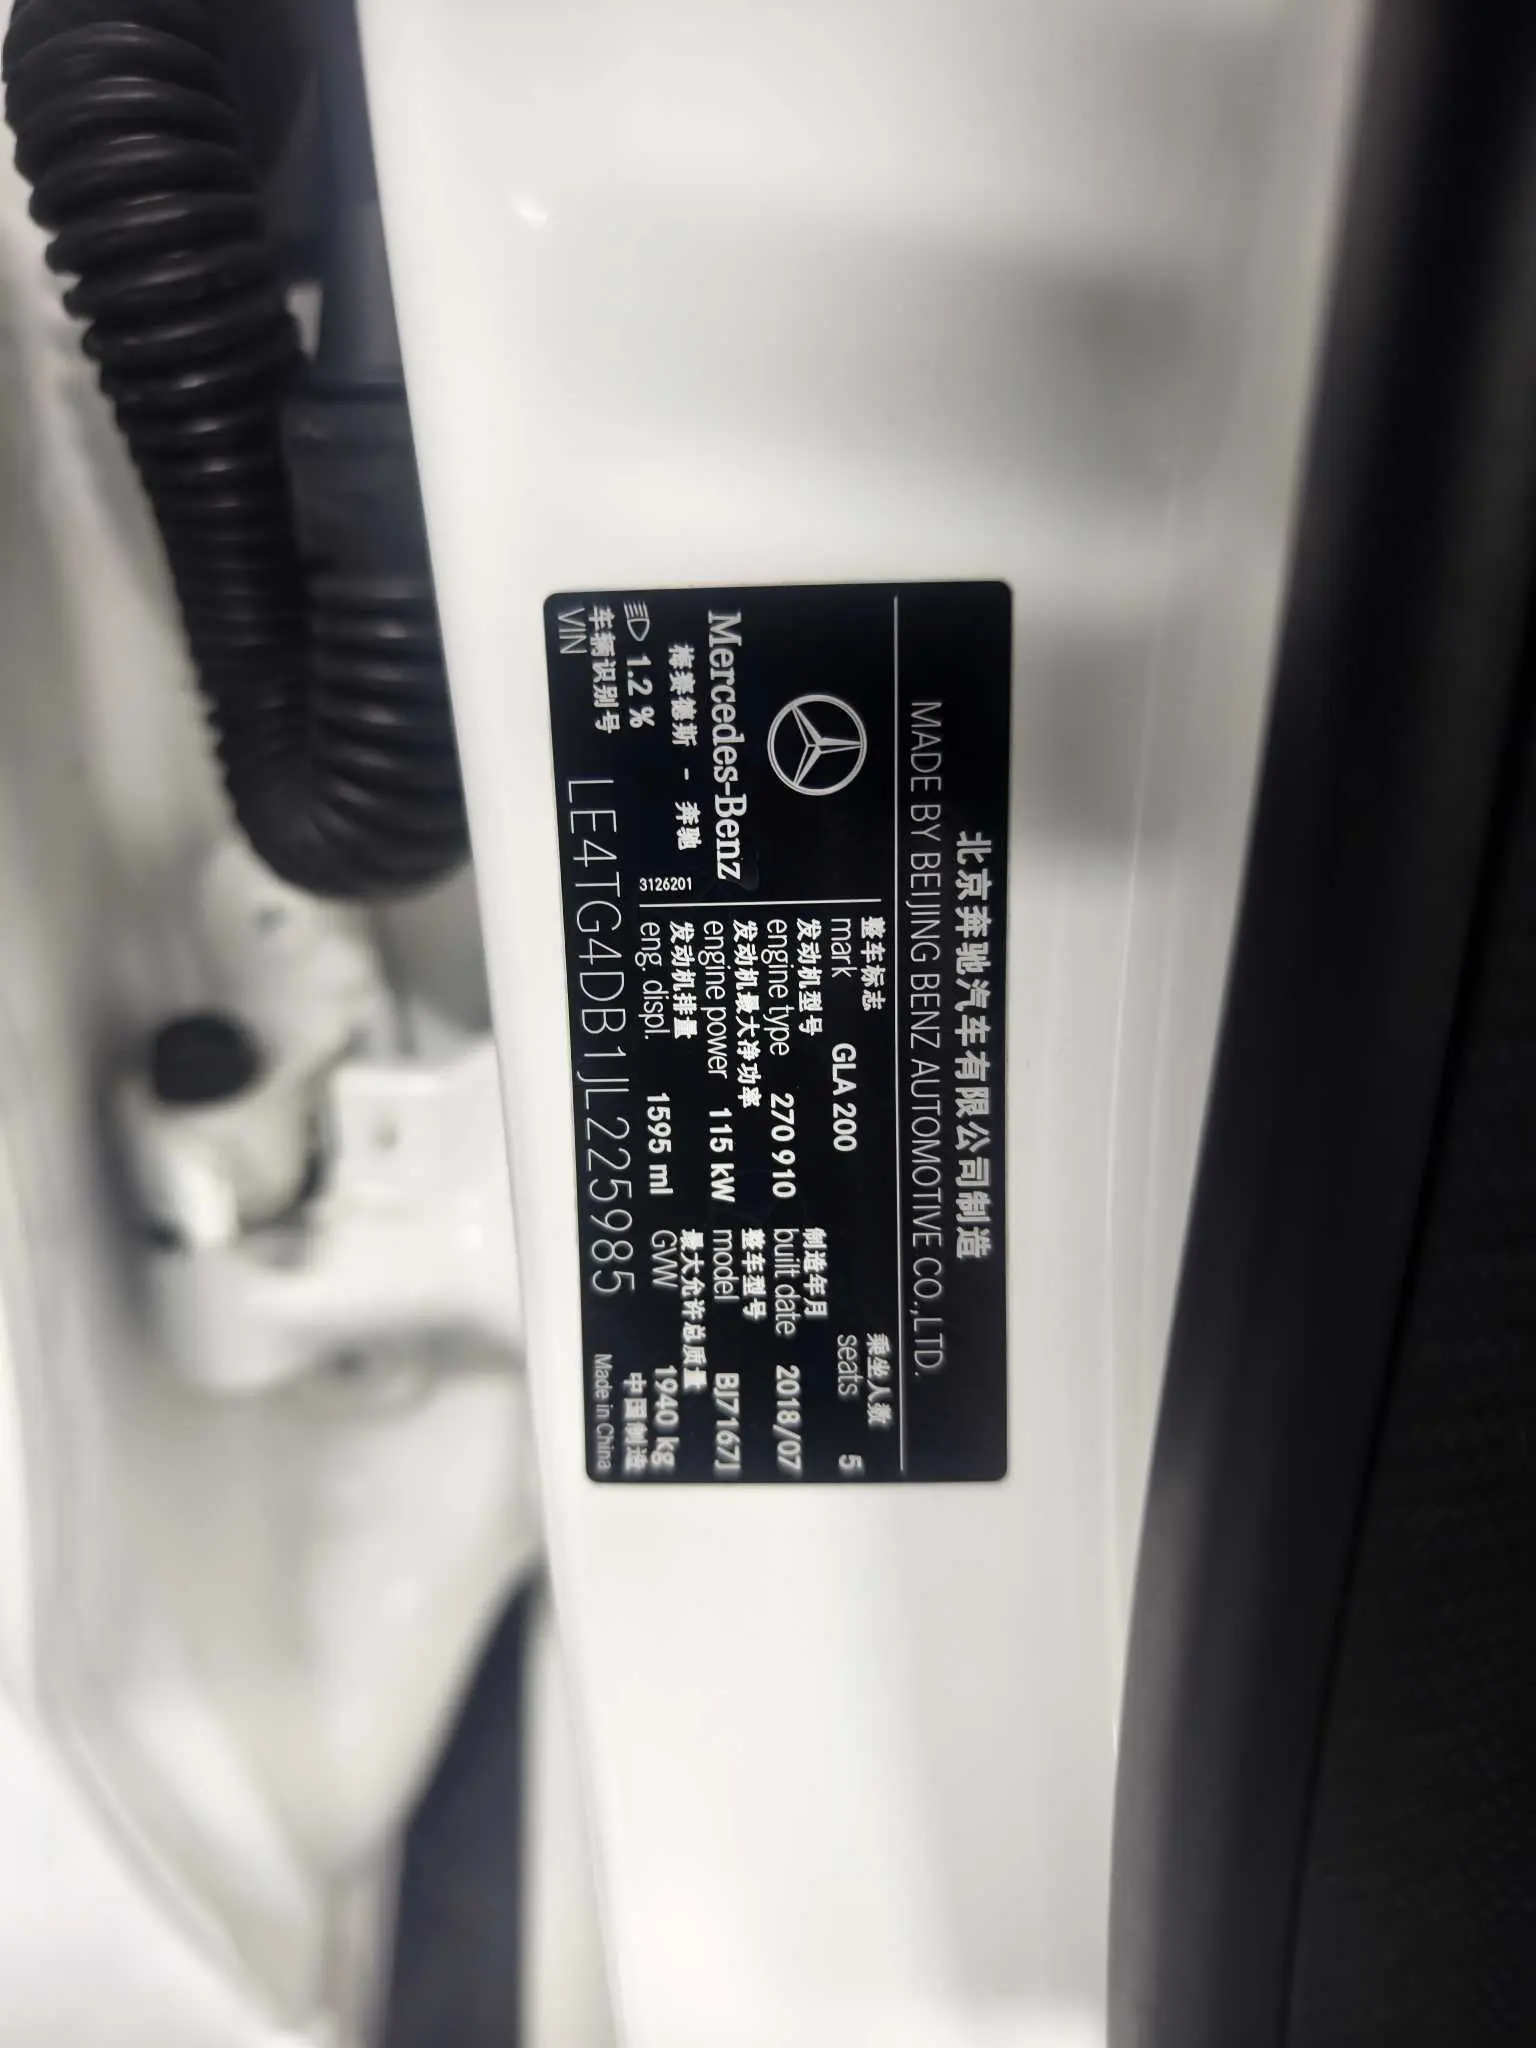 北京奔驰汽车有限公司制造
MADE BY BEIJING BENZ AUTOMOTIVE CO.,LTD.
Mercedes-Benz
梅赛德斯 - 奔驰
1.2 %
3126201
整车标志
mark GLA 200
乘坐人数
seats 5
发动机型号
engine type 270 910
制造年月
built date 2018/07
发动机最大净功率
engine power 115 kW
整车型号
model BJ7167J
发动机排量
eng. displ. 1595 ml
最大允许总质量
GVW 1940 kg
车辆识别号
VIN LE4TG4DB1JL225985
中国制造
Made in China